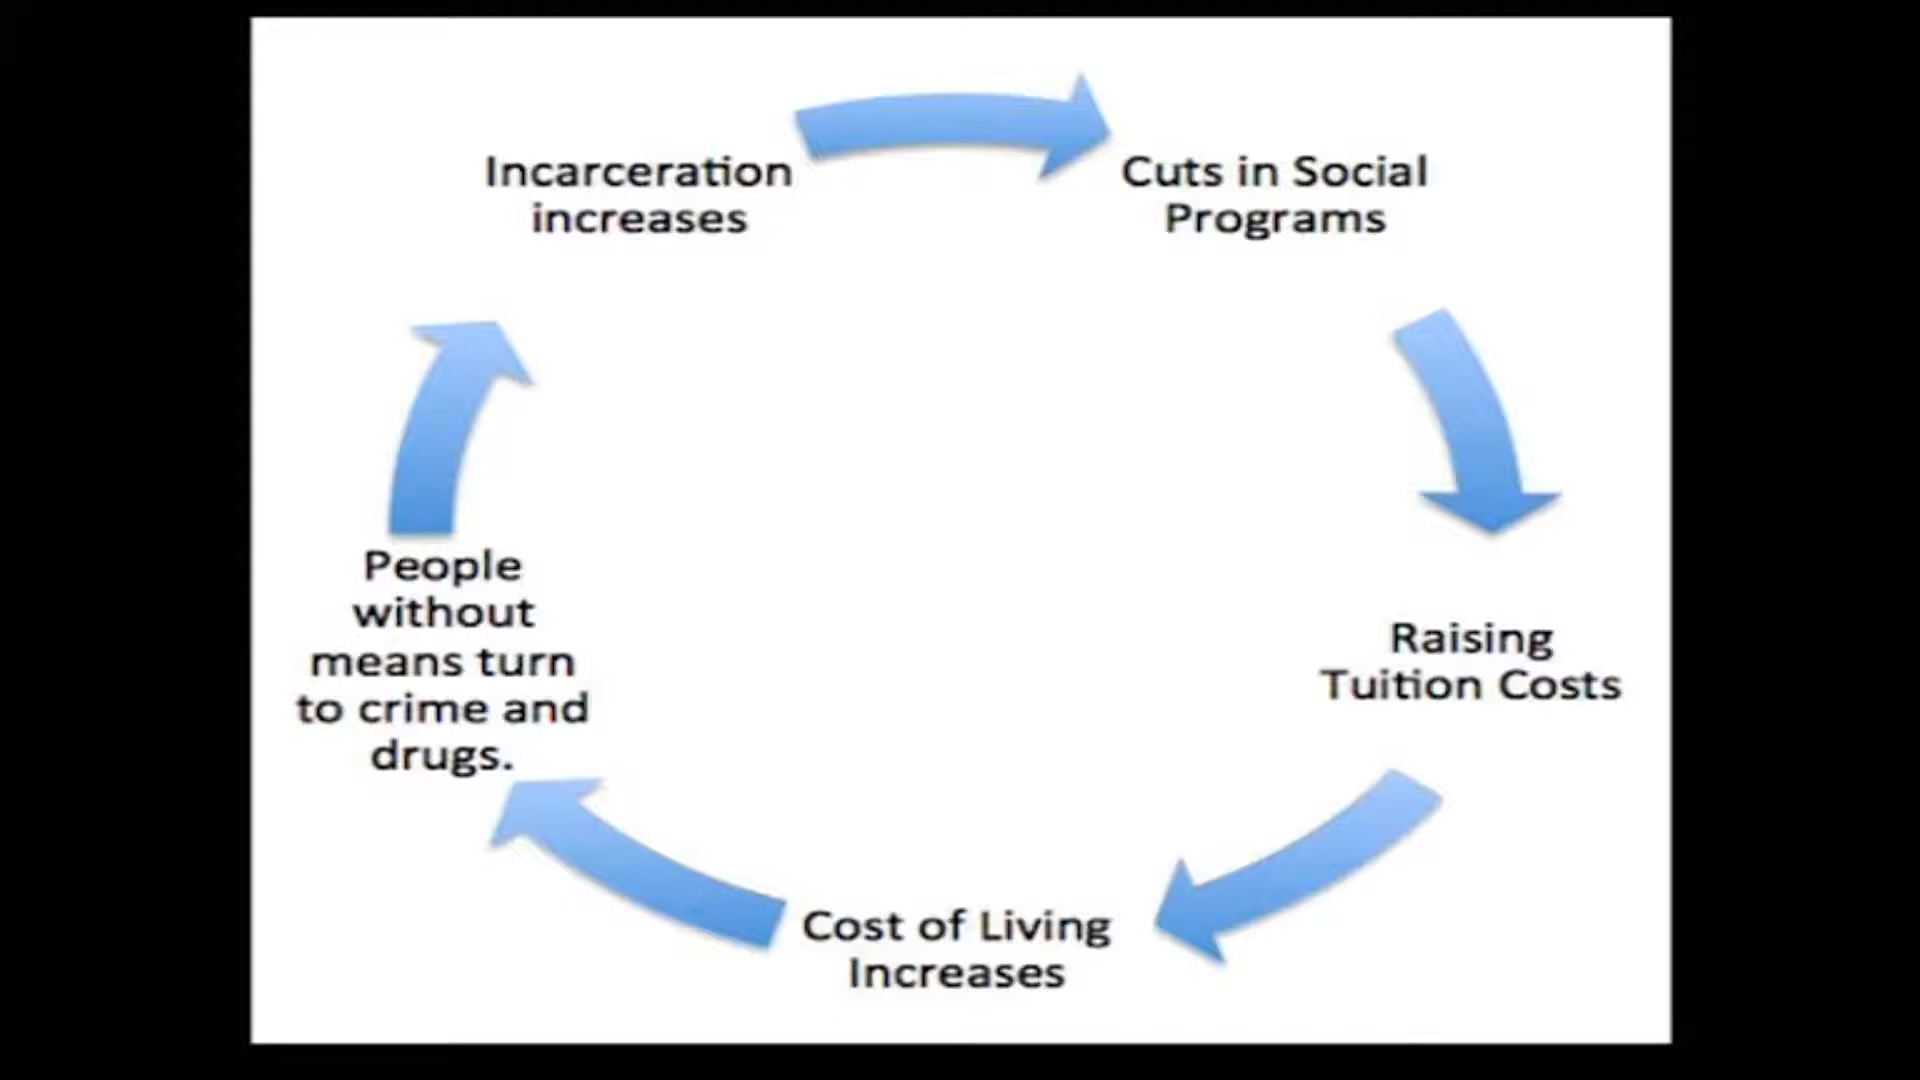 Incarceration
increases
Cuts in Social
Programs
Raising
Tuition Costs
Cost of Living
Increases
People
without
means turn
to crime and
drugs.